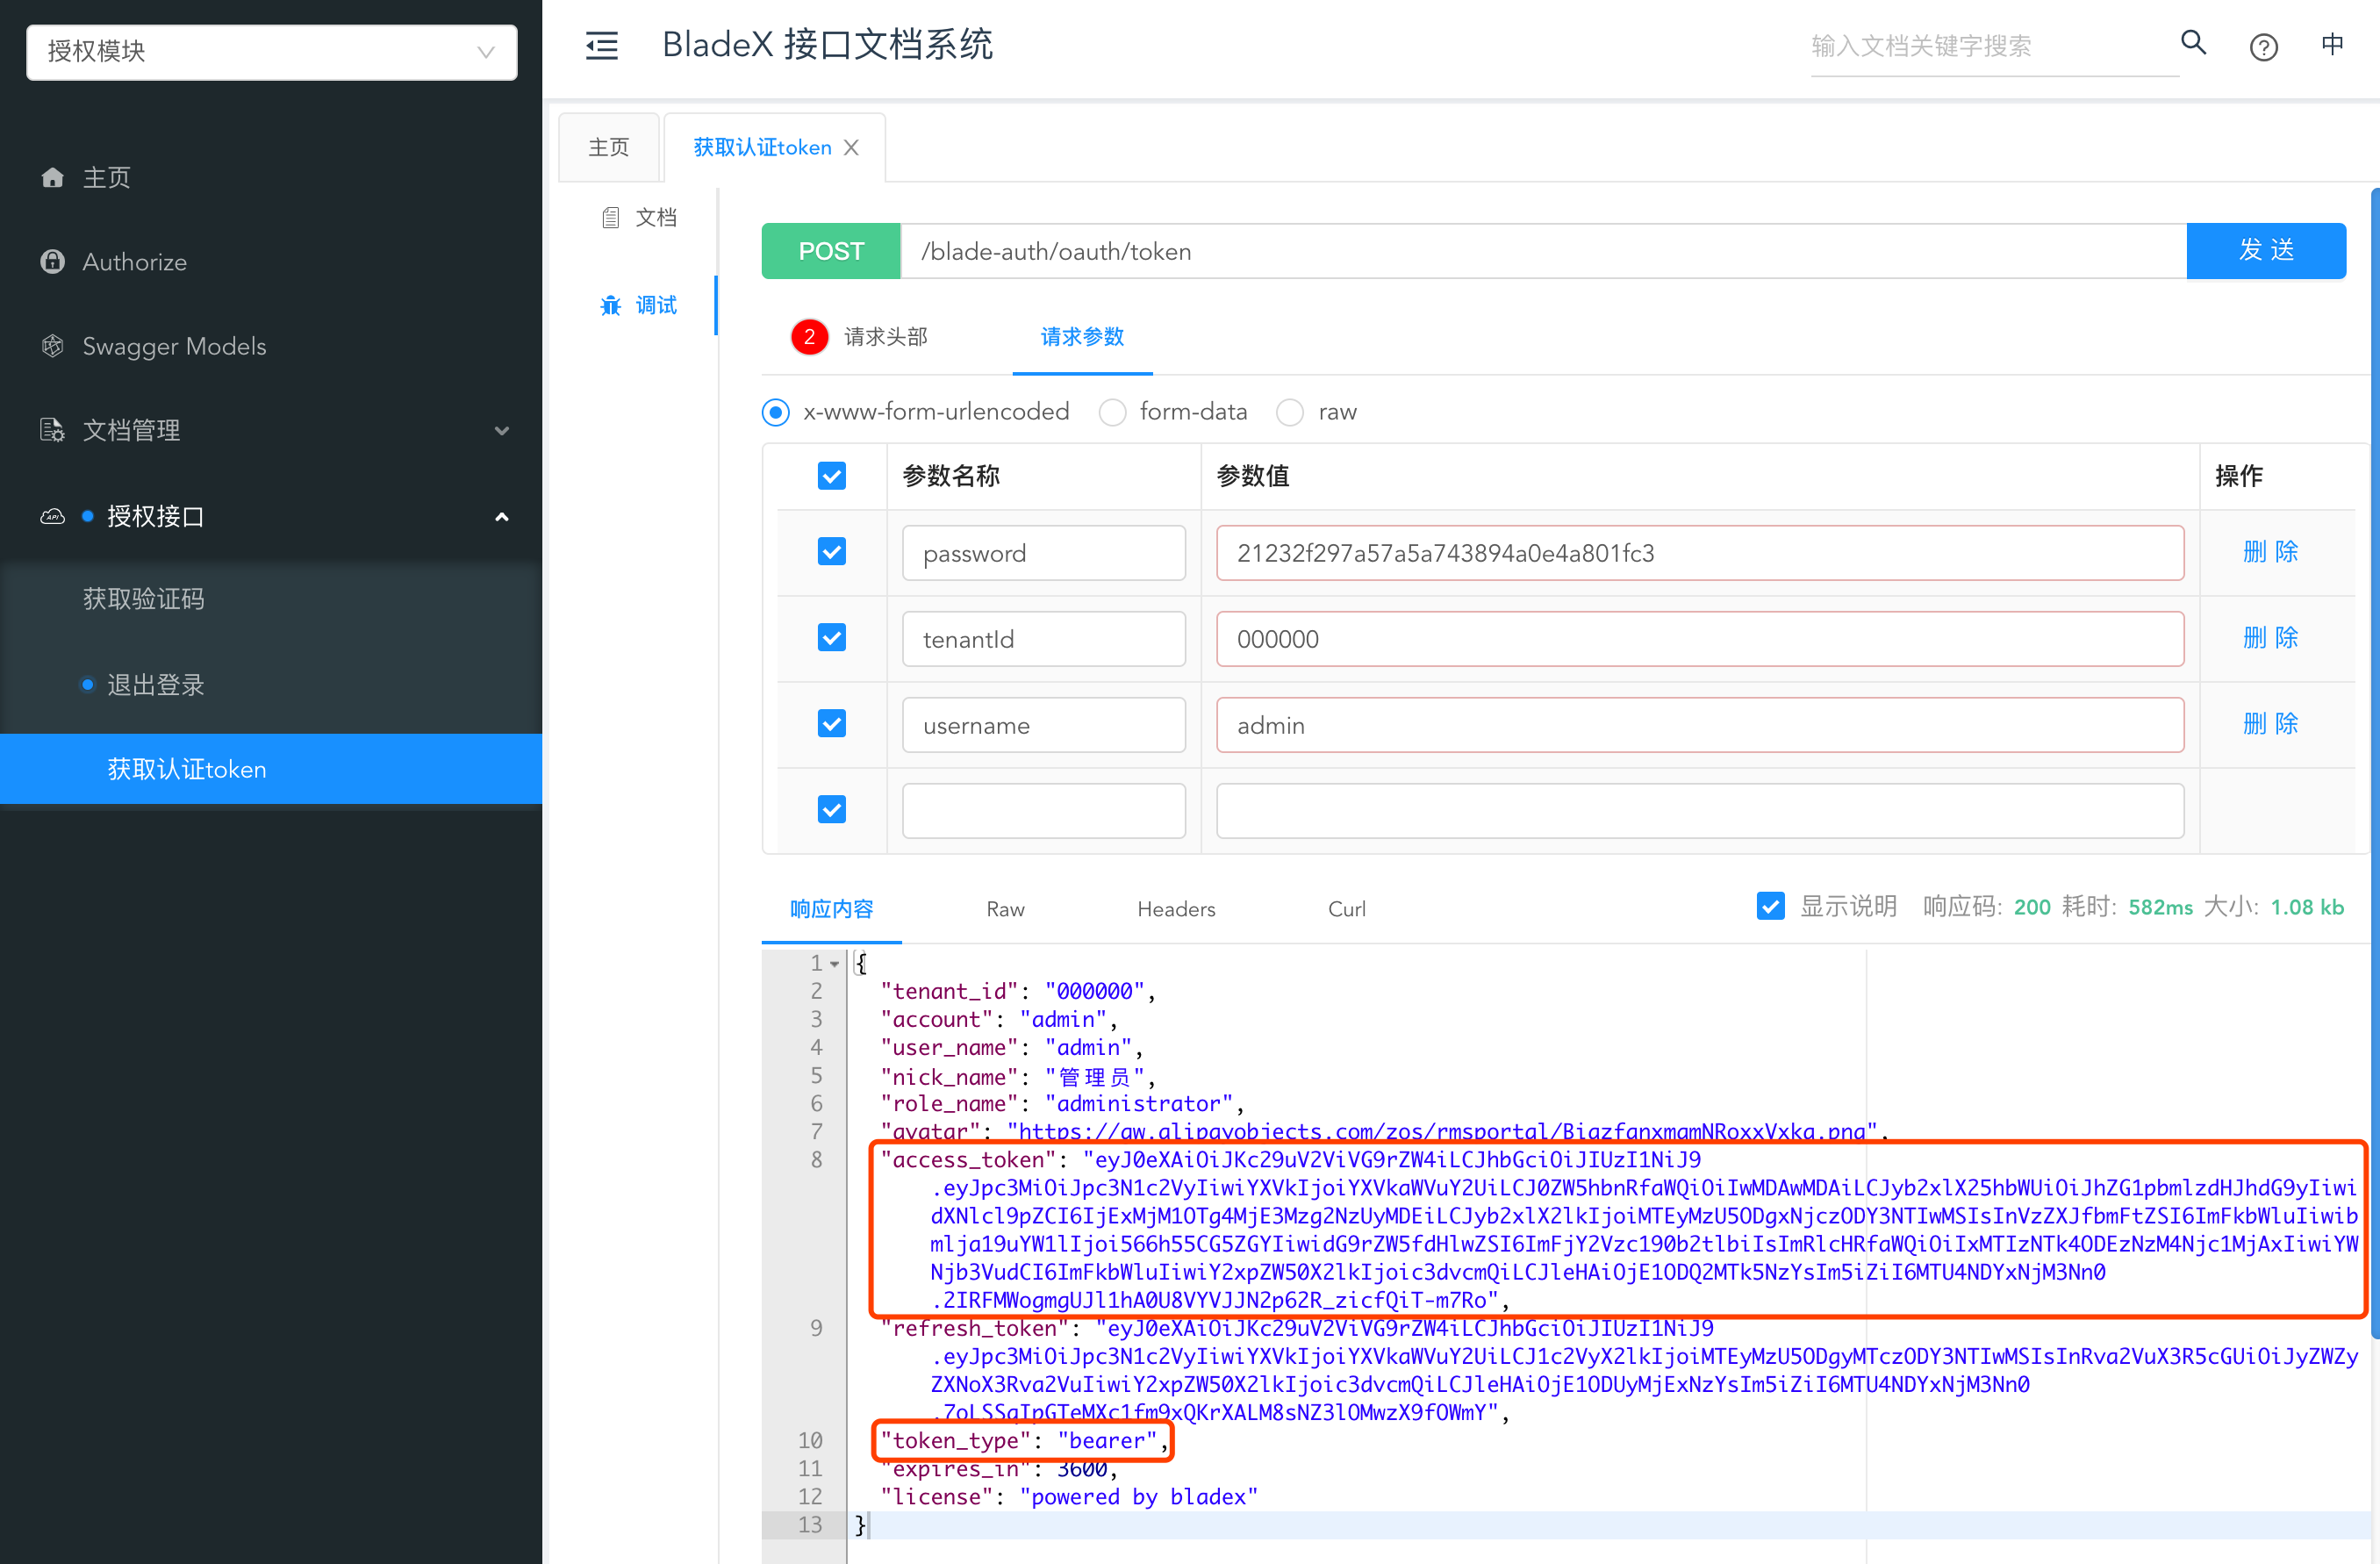 授权模块
BladeX 接口文档系统
输入文档关键字搜索
中
主页
获取认证token
主页
Authorize
Swagger Models
文档管理
授权接口
获取验证码
退出登录
获取认证token
文档
调试
POST
/blade-auth/oauth/token
发 送
2 请求头部
请求参数
x-www-form-urlencoded
form-data
raw
参数名称
参数值
操作
password
21232f297a57a5a743894a0e4a801fc3
删 除
tenantId
000000
删 除
username
admin
删 除
响应内容
Raw
Headers
Curl
显示说明
响应码: 200 耗时: 582ms 大小: 1.08 kb
1 {
2 "tenant_id": "000000",
3 "account": "admin",
4 "user_name": "admin",
5 "nick_name": "管理员",
6 "role_name": "administrator",
7 "avatar": "https://gw.alipayobjects.com/zos/rmsportal/BiazfanxmamNRoxxVxka.png",
8 "access_token": "eyJ0eXAiOiJKc29uV2ViVG9rZW4iLCJhbGciOiJIUzI1NiJ9
.eyJpc3MiOiJpc3N1c2VyIiwiYXVkIjoiYXVkaWVuY2UiLCJ0ZW5hbnRfaWQiOiIwMDAwMDAiLCJyb2xlX25hbWUiOiJhZG1pbmlzdHJhdG9yIiwi
dXNlcl9pZCI6IjExMjM1OTg4MjE3Mzg2NzUyMDEiLCJyb2xlX2lkIjoiMTEyMzU5ODgxNjczODY3NTIwMSIsInVzZXJfbmFtZSI6ImFkbWluIiwib
mlja19uYW1lIjoi566h55CG5ZGYIiwidG9rZW5fdHlwZSI6ImFjY2Vzc190b2tlbiIsImRlcHRfaWQiOiIxMTIzNTk4ODEzNzM4Njc1MjAxIiwiYW
Njb3VudCI6ImFkbWluIiwiY2xpZW50X2lkIjoic3dvcmQiLCJleHAiOjE1ODQ2MTk5NzYsIm5iZiI6MTU4NDYxNjM3Nn0
.2IRFMWogmgUJl1hA0U8VYVJJN2p62R_zicfQiT-m7Ro",
9 "refresh_token": "eyJ0eXAiOiJKc29uV2ViVG9rZW4iLCJhbGciOiJIUzI1NiJ9
.eyJpc3MiOiJpc3N1c2VyIiwiYXVkIjoiYXVkaWVuY2UiLCJ1c2VyX2lkIjoiMTEyMzU5ODgyMTczODY3NTIwMSIsInRva2VuX3R5cGUiOiJyZWZy
ZXNoX3Rva2VuIiwiY2xpZW50X2lkIjoic3dvcmQiLCJleHAiOjE1ODUyMjExNzYsIm5iZiI6MTU4NDYxNjM3Nn0
.7oLSSqIpGTeMXc1fm9xQKrXALM8sNZ3lOMwzX9fOWmY",
10 "token_type": "bearer",
11 "expires_in": 3600,
12 "license": "powered by bladex"
13 }